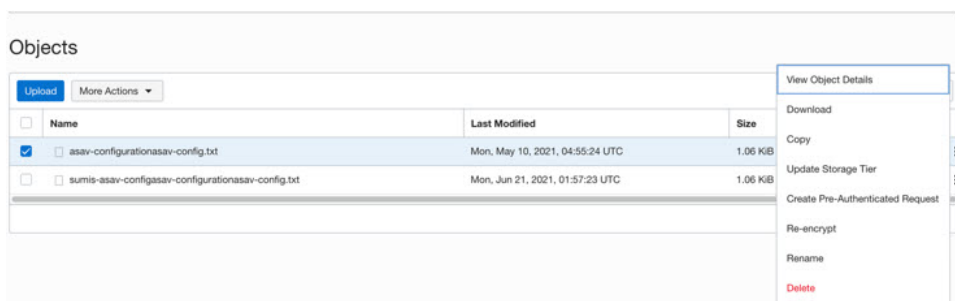 Objects
Upload More Actions
Name Last Modified Size
asav-configurationasav-config.txt Mon, May 10, 2021, 04:55:24 UTC 1.06 KiB
sumis-asav-configasav-configurationasav-config.txt Mon, Jun 21, 2021, 01:57:23 UTC 1.06 KiB
View Object Details
Download
Copy
Update Storage Tier
Create Pre-Authenticated Request
Re-encrypt
Rename
Delete